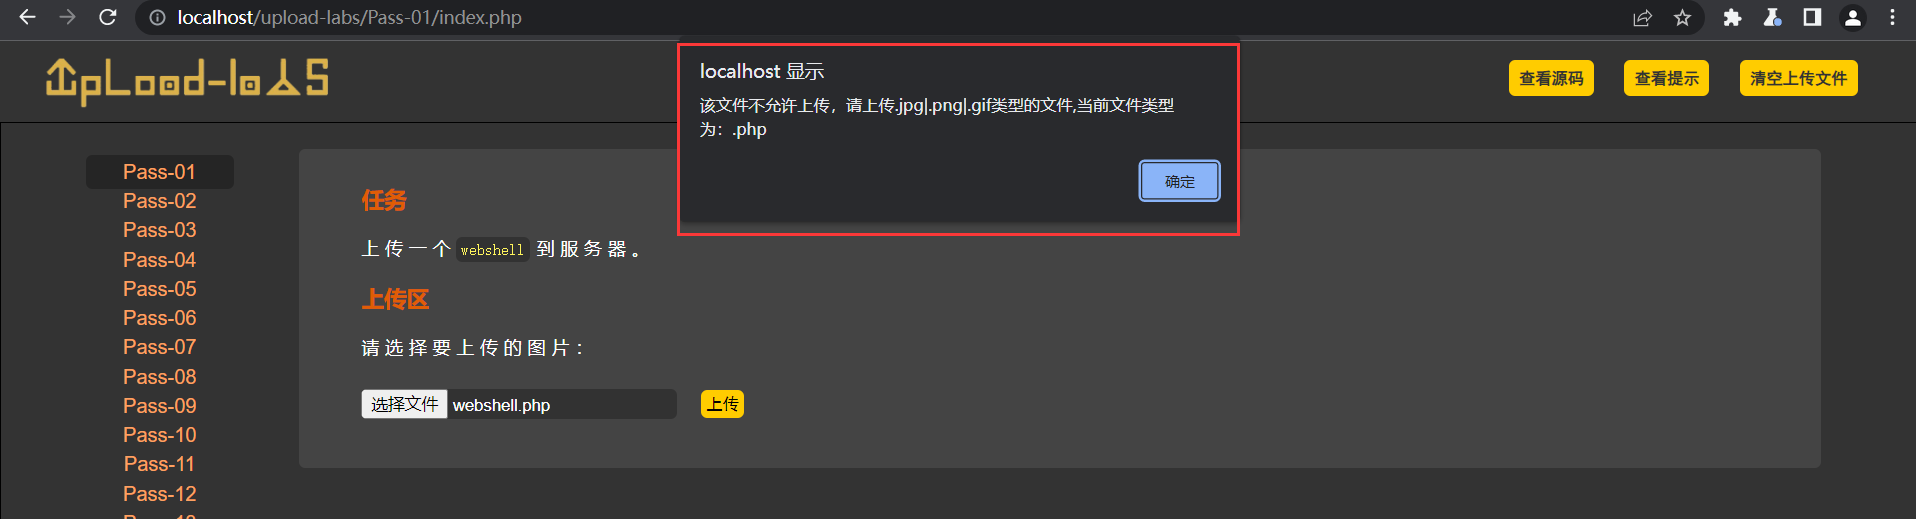 localhost/upload-labs/Pass-01/index.php
upLoad-labS
查看源码
查看提示
清空上传文件
localhost 显示
该文件不允许上传，请上传.jpg|.png|.gif类型的文件,当前文件类型
为：.php
确定
Pass-01
Pass-02
Pass-03
Pass-04
Pass-05
Pass-06
Pass-07
Pass-08
Pass-09
Pass-10
Pass-11
Pass-12
任务
上传一个 webshell 到服务器。
上传区
请选择要上传的图片：
选择文件 webshell.php
上传